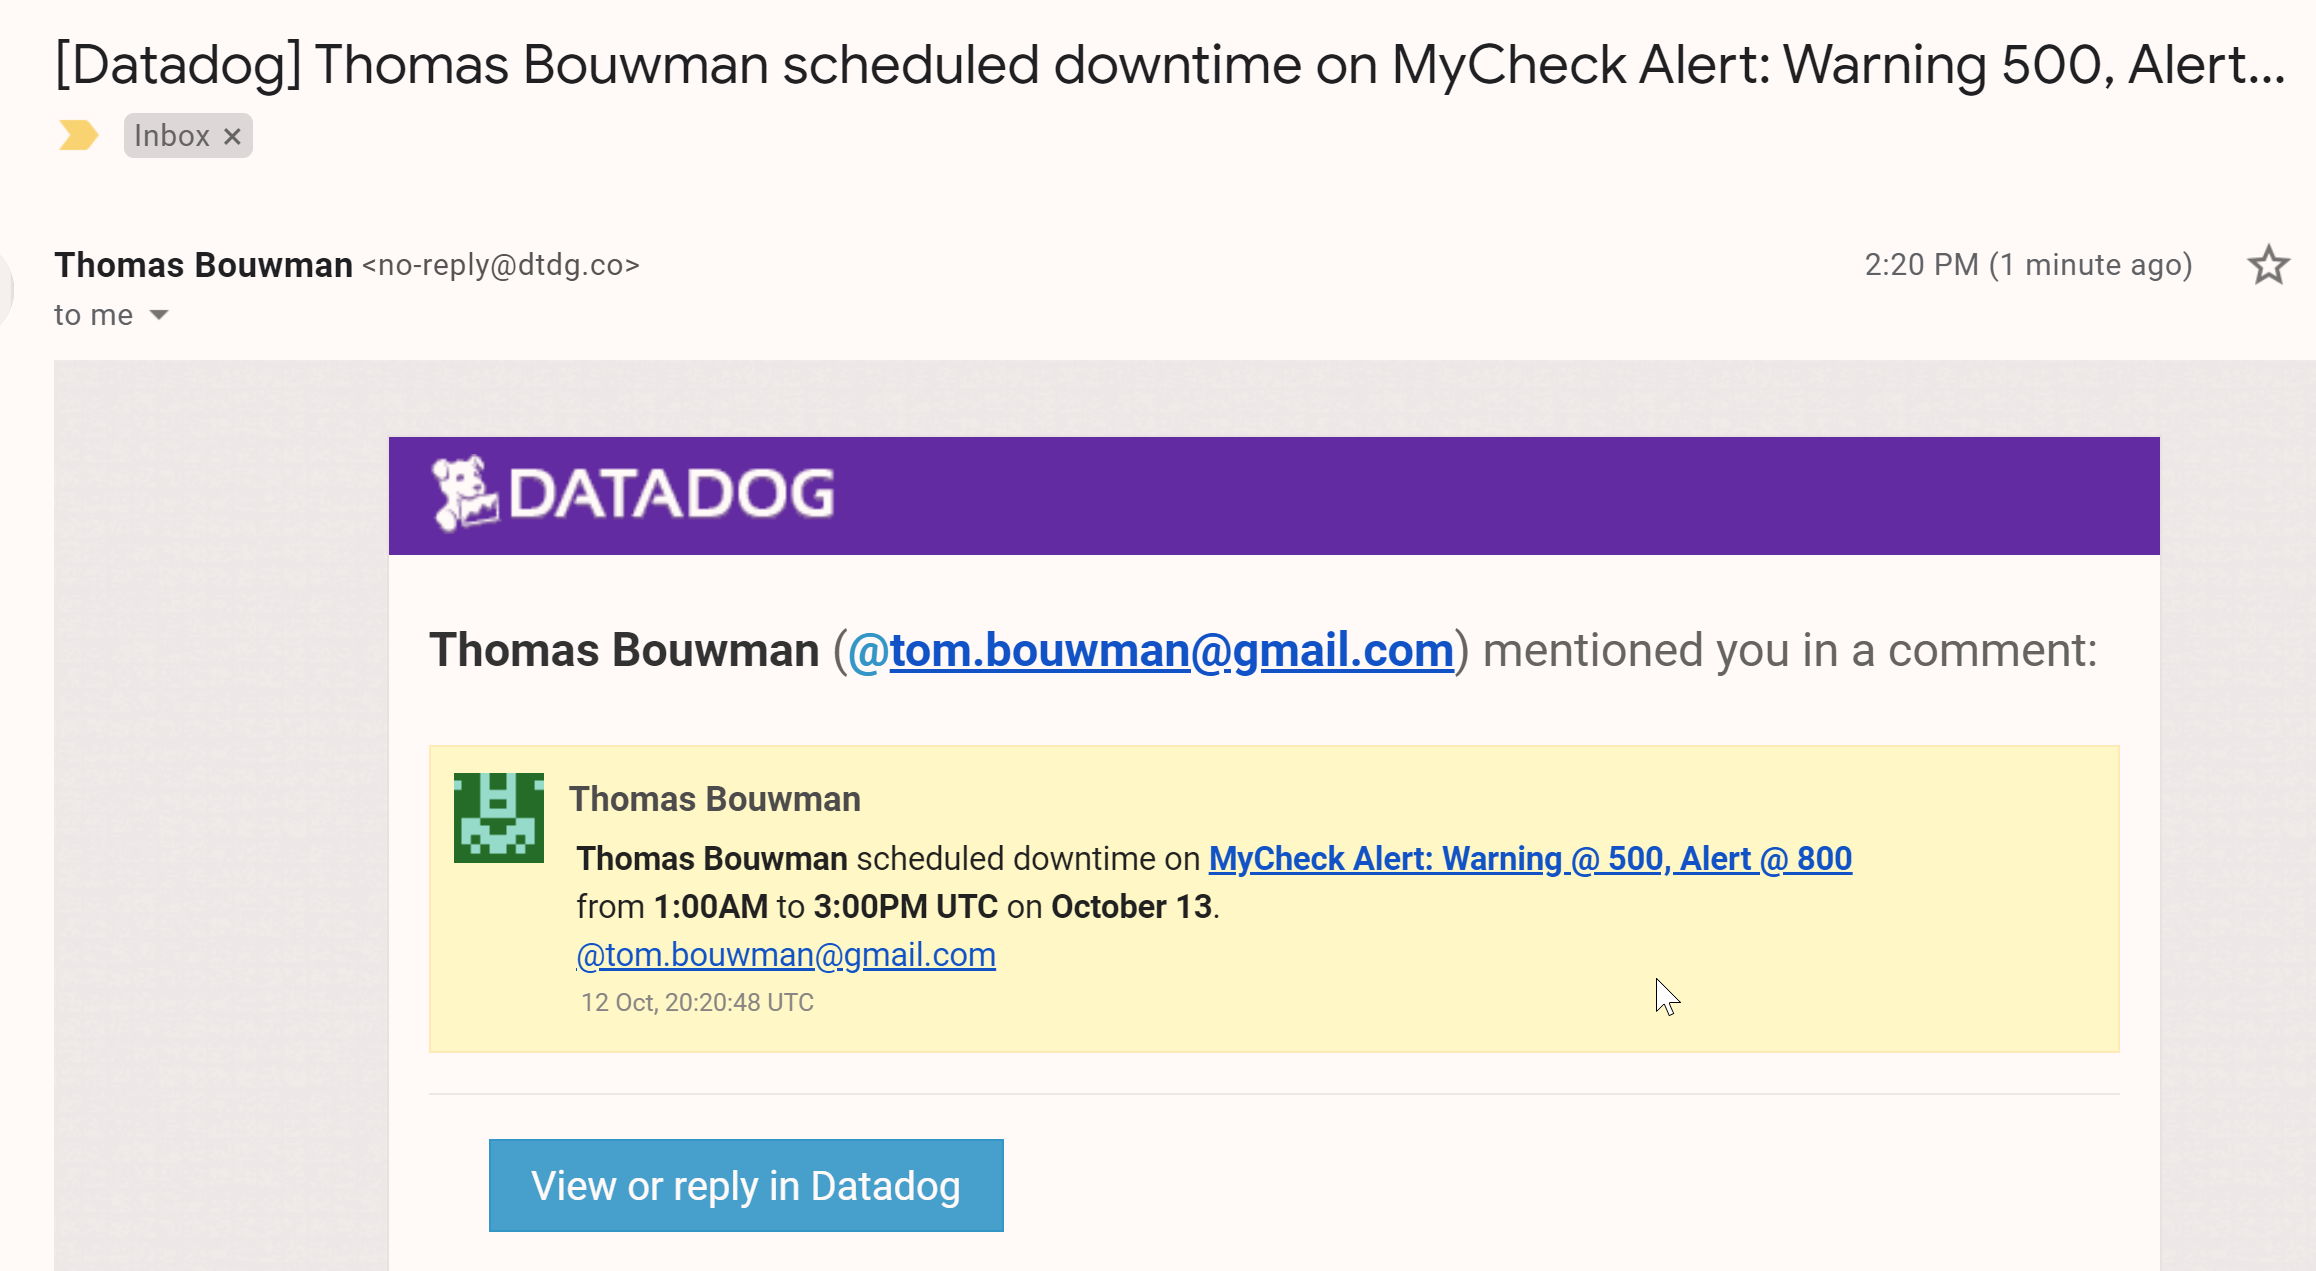 [Datadog] Thomas Bouwman scheduled downtime on MyCheck Alert: Warning 500, Alert...
Inbox ×
Thomas Bouwman <no-reply@dtdg.co>
2:20 PM (1 minute ago)
to me
DATADOG
Thomas Bouwman (@tom.bouwman@gmail.com) mentioned you in a comment:
Thomas Bouwman
Thomas Bouwman scheduled downtime on MyCheck Alert: Warning @ 500, Alert @ 800
from 1:00AM to 3:00PM UTC on October 13.
@tom.bouwman@gmail.com
12 Oct, 20:20:48 UTC
View or reply in Datadog